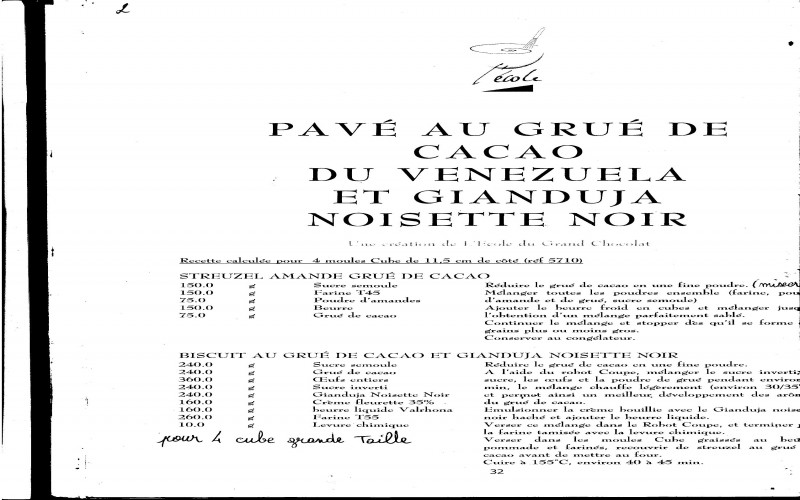 2
l'école
PAVÉ AU GRUÉ DE
CACAO
DU VENEZUELA
ET GIANDUJA
NOISETTE NOIR
Une création de L'Ecole du Grand Chocolat
Recette calculée pour 4 moules Cube de 11,5 cm de côté (réf 5710)
STREUZEL AMANDE GRUÉ DE CACAO
150.0 g Sucre semoule Réduire le grué de cacao en une fine poudre. (mixeur
150.0 g Farine T45 Mélanger toutes les poudres ensemble (farine, pou
75.0 g Poudre d'amandes d'amande et de grué, sucre semoule)
150.0 g Beurre Ajouter le beurre froid en cubes et mélanger jusq
75.0 g Grué de cacao l'obtention d'un mélange parfaitement sablé.
Continuer le mélange et stopper dès qu'il se forme
grains plus ou moins gros.
Conserver au congélateur.
BISCUIT AU GRUÉ DE CACAO ET GIANDUJA NOISETTE NOIR
240.0 g Sucre semoule Réduire le grué de cacao en une fine poudre.
240.0 g Grué de cacao A l'aide du robot Coupe, mélanger le sucre inverti,
360.0 g Œufs entiers sucre, les œufs et la poudre de grué pendant environ
240.0 g Sucre inverti min, le mélange chauffe légèrement (environ 30/35°
240.0 g Gianduja Noisette Noir et permet ainsi un meilleur développement des arôm
160.0 g Crème fleurette 35% du grué de cacao.
160.0 g beurre liquide Valrhona Emulsionner la crème bouillie avec le Gianduja noise
260.0 g Farine T55 noir haché et ajouter le beurre liquide.
10.0 g Levure chimique Verser ce mélange dans le Robot Coupe, et terminer p
la farine tamisée avec la levure chimique.
pour 4 cube grande Taille
Verser dans les moules Cube graissés au beu
pommade et farinés, recouvrir de streuzel au grué
cacao avant de mettre au four.
Cuire à 155°C, environ 40 à 45 min.
32